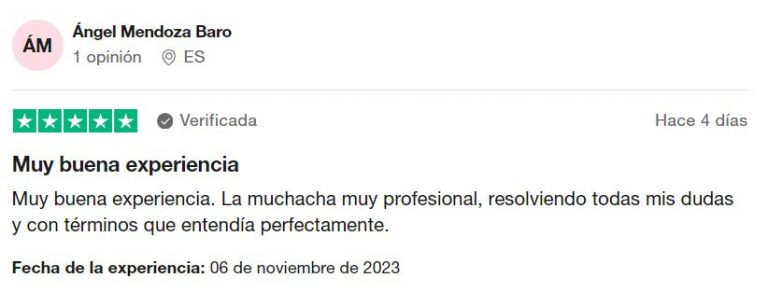 ÁM
Ángel Mendoza Baro
1 opinión ES
Verificada Hace 4 días
Muy buena experiencia
Muy buena experiencia. La muchacha muy profesional, resolviendo todas mis dudas
y con términos que entendía perfectamente.
Fecha de la experiencia: 06 de noviembre de 2023